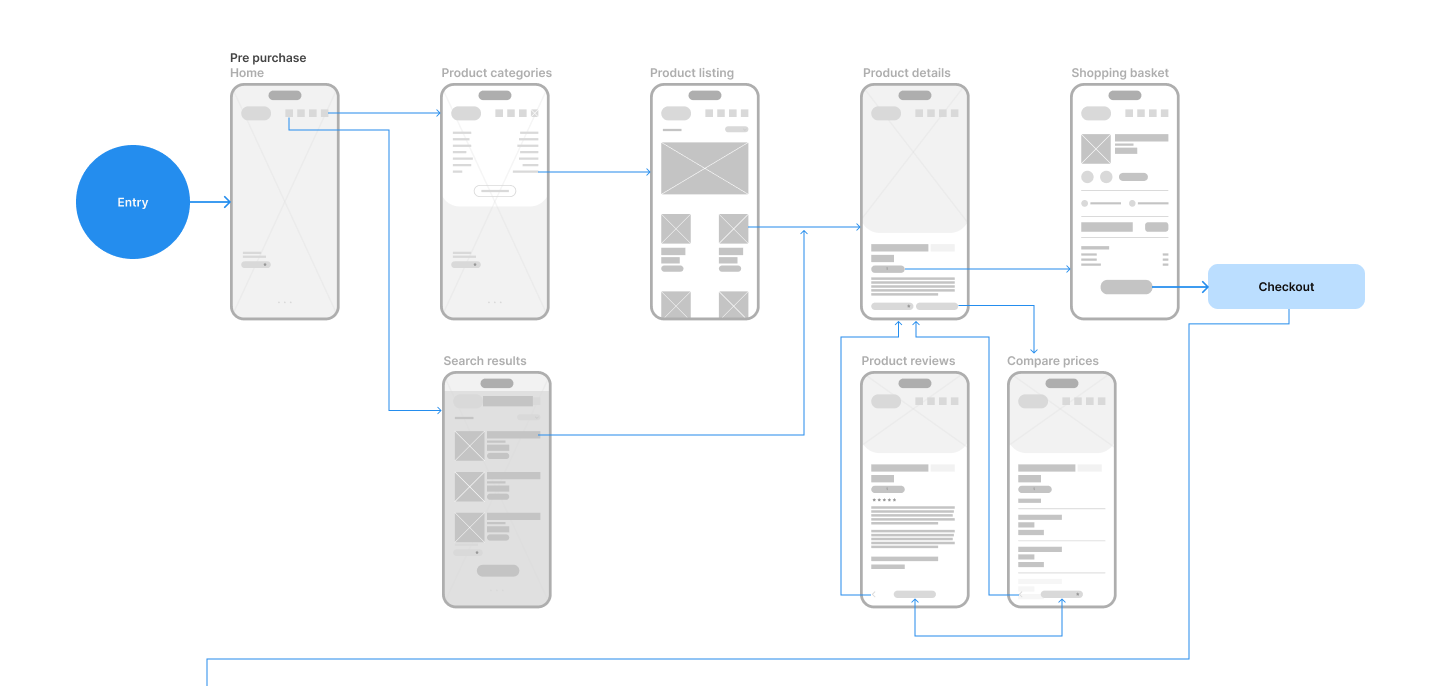 Pre purchase
Home
Product categories
Product listing
Product details
Shopping basket
Entry
Checkout
Search results
Product reviews
Compare prices